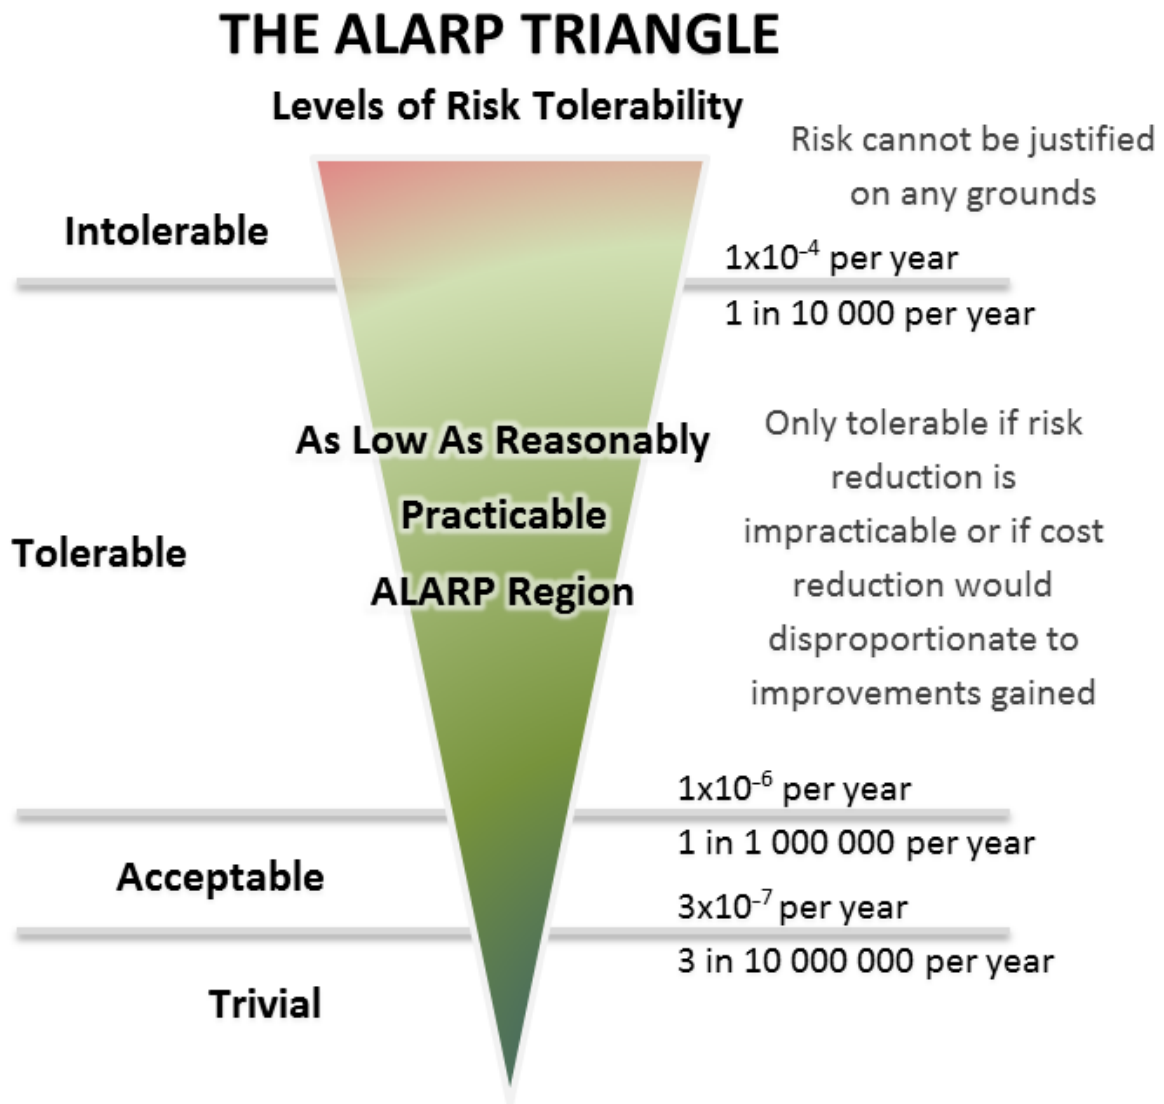 THE ALARP TRIANGLE
Levels of Risk Tolerability
Risk cannot be justified
on any grounds
Intolerable
1x10⁻⁴ per year
1 in 10 000 per year
As Low As Reasonably
Practicable
ALARP Region
Tolerable
Only tolerable if risk
reduction is
impracticable or if cost
reduction would
disproportionate to
improvements gained
1x10⁻⁶ per year
1 in 1 000 000 per year
Acceptable
3x10⁻⁷ per year
3 in 10 000 000 per year
Trivial